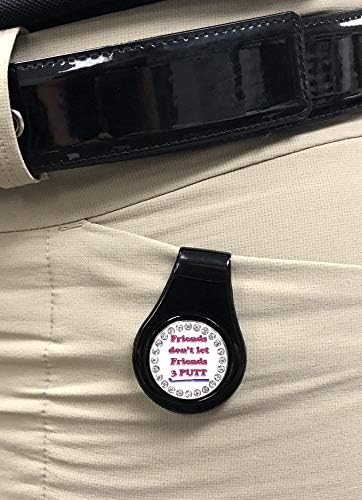 Friends
don't let
Friends
3 PUTT